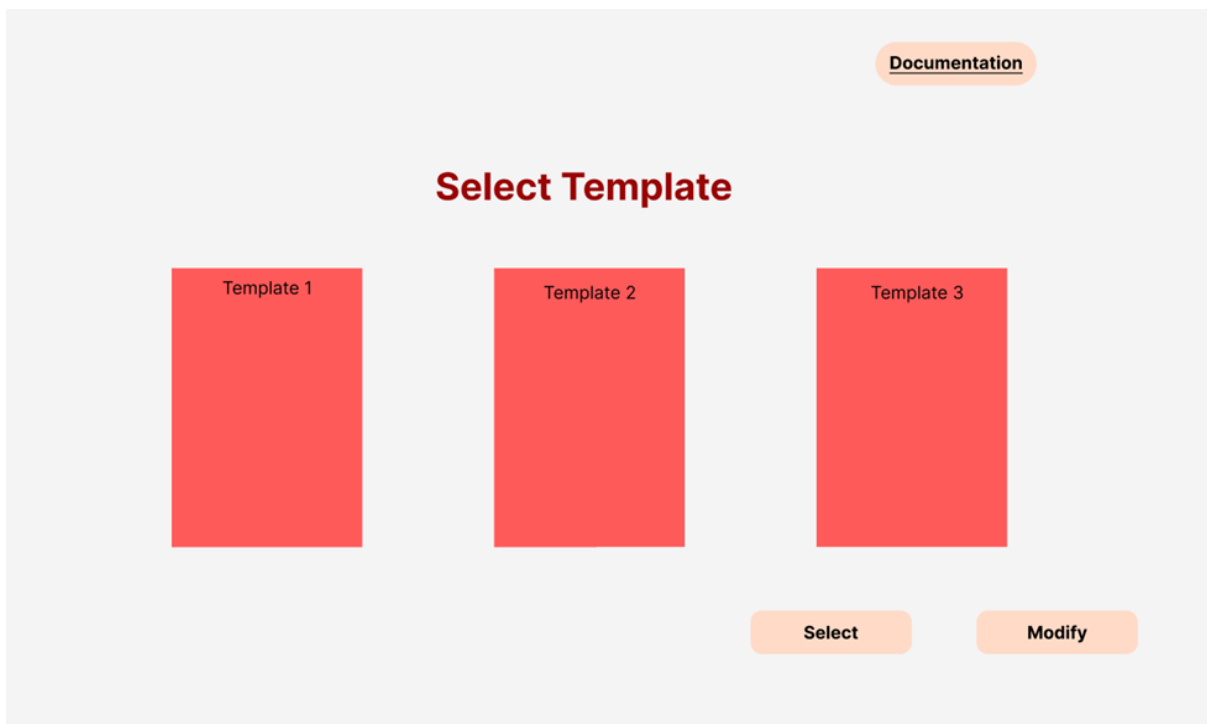 Documentation
Select Template
Template 1
Template 2
Template 3
Select
Modify